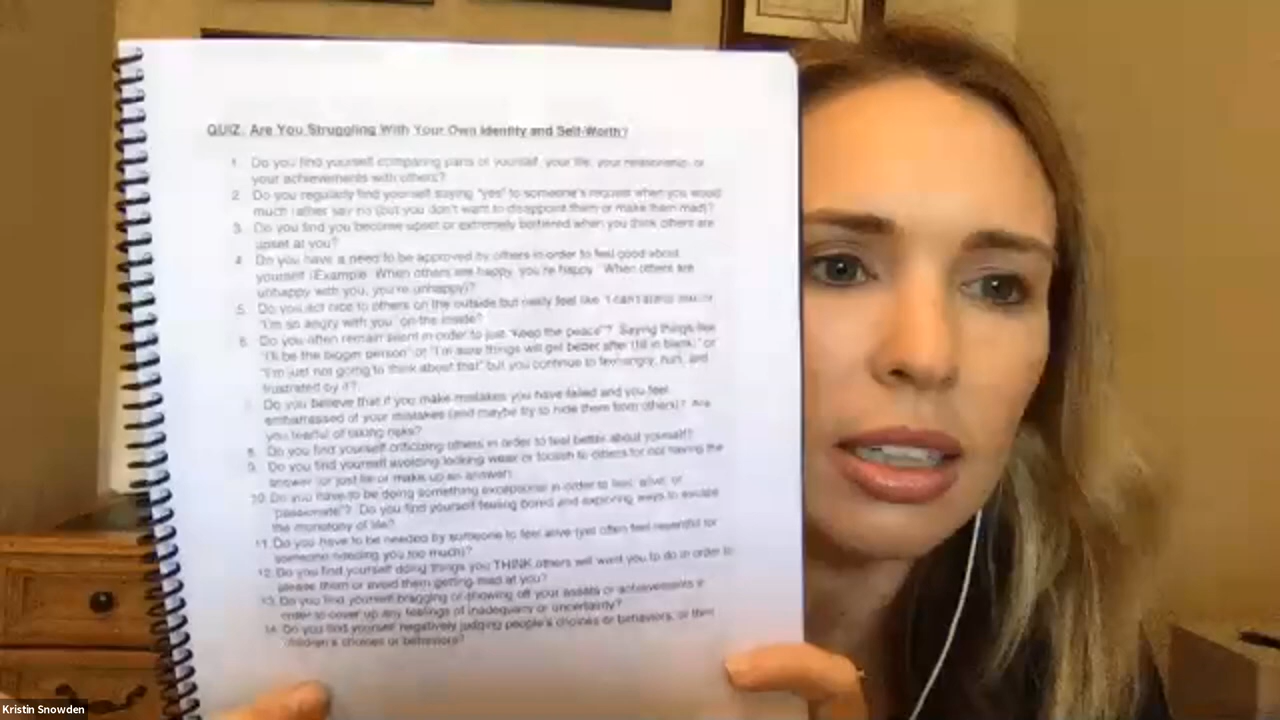 QUIZ: Are You Struggling With Your Own Identity and Self-Worth?
1. Do you find yourself comparing parts of yourself, your life, your relationship, or
your achievements with others?
2. Do you regularly find yourself saying "yes" to someone's request when you would
much rather say no (but you don't want to disappoint them or make them mad)?
3. Do you find you become upset or extremely bothered when you think others are
upset at you?
4. Do you have a need to be approved by others in order to feel good about
yourself (Example: When others are happy, you're happy. When others are
unhappy with you, you're unhappy)?
5. Do you act nice to others on the outside but really feel like "I can't stand you" or
"I'm so angry with you" on the inside?
6. Do you often remain silent in order to just "Keep the peace"? Saying things like
"I'll be the bigger person" or "I'm sure things will get better after (fill in blank)" or
"I'm just not going to think about that" but you continue to feel angry, hurt, and
frustrated by it?
7. Do you believe that if you make mistakes you have failed and you feel
embarrassed of your mistakes (and maybe try to hide them from others)? Are
you fearful of taking risks?
8. Do you find yourself criticizing others in order to feel better about yourself?
9. Do you find yourself avoiding looking weak or foolish to others for not having the
answer (or just lie or make up an answer)
10. Do you have to be doing something exceptional in order to feel "alive" or
"passionate"? Do you find yourself feeling bored and exploring ways to escape
the monotony of life?
11. Do you have to be needed by someone to feel alive (yet often feel resentful for
someone needing you too much)?
12. Do you find yourself doing things you THINK others will want you to do in order to
please them or avoid them getting mad at you?
13. Do you find yourself bragging or showing off your assets or achievements in
order to cover up any feelings of inadequacy or uncertainty?
14. Do you find yourself negatively judging people's choices or behaviors, or their
children's choices or behaviors?
Kristin Snowden